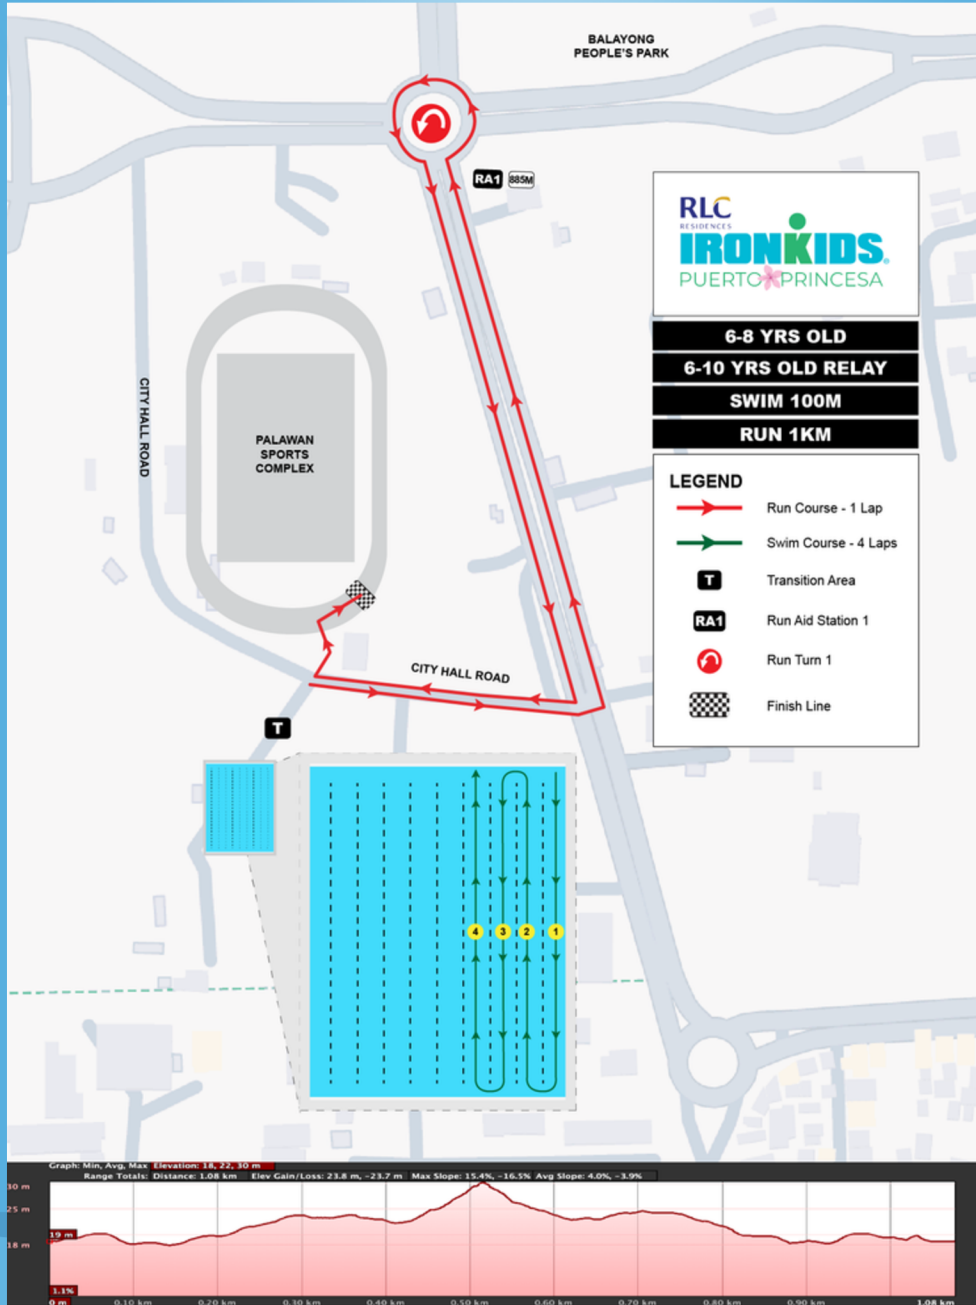 BALAYONG
PEOPLE'S PARK
RA1 885M
RLC
RESIDENCES
IRONKIDS®
PUERTO PRINCESA
6-8 YRS OLD
6-10 YRS OLD RELAY
SWIM 100M
RUN 1KM
CITY HALL ROAD
PALAWAN
SPORTS
COMPLEX
LEGEND
Run Course - 1 Lap
Swim Course - 4 Laps
T Transition Area
RA1 Run Aid Station 1
Run Turn 1
Finish Line
CITY HALL ROAD
T
4 3 2 1
Graph: Min, Avg, Max Elevation: 18, 22, 30 m
Range Totals: Distance: 1.08 km Elev Gain/Loss: 23.8 m, -23.7 m Max Slope: 15.4%, -16.5% Avg Slope: 4.0%, -3.9%
30 m
25 m
19 m
18 m
1.1%
0 m 0.10 km 0.20 km 0.30 km 0.40 km 0.50 km 0.60 km 0.70 km 0.80 km 0.90 km 1.08 km